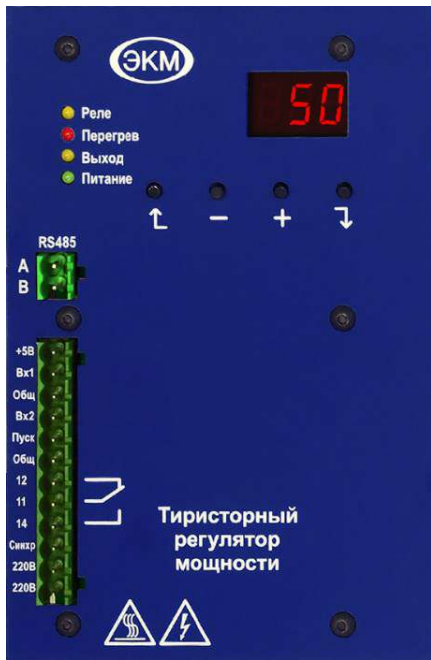 ЭКМ
50
Реле
Перегрев
Выход
Питание
− +
RS485
A
B
+5В
Вх1
Общ
Вх2
Пуск
Общ
12
11
14
Синхр
220В
220В
Тиристорный
регулятор
мощности